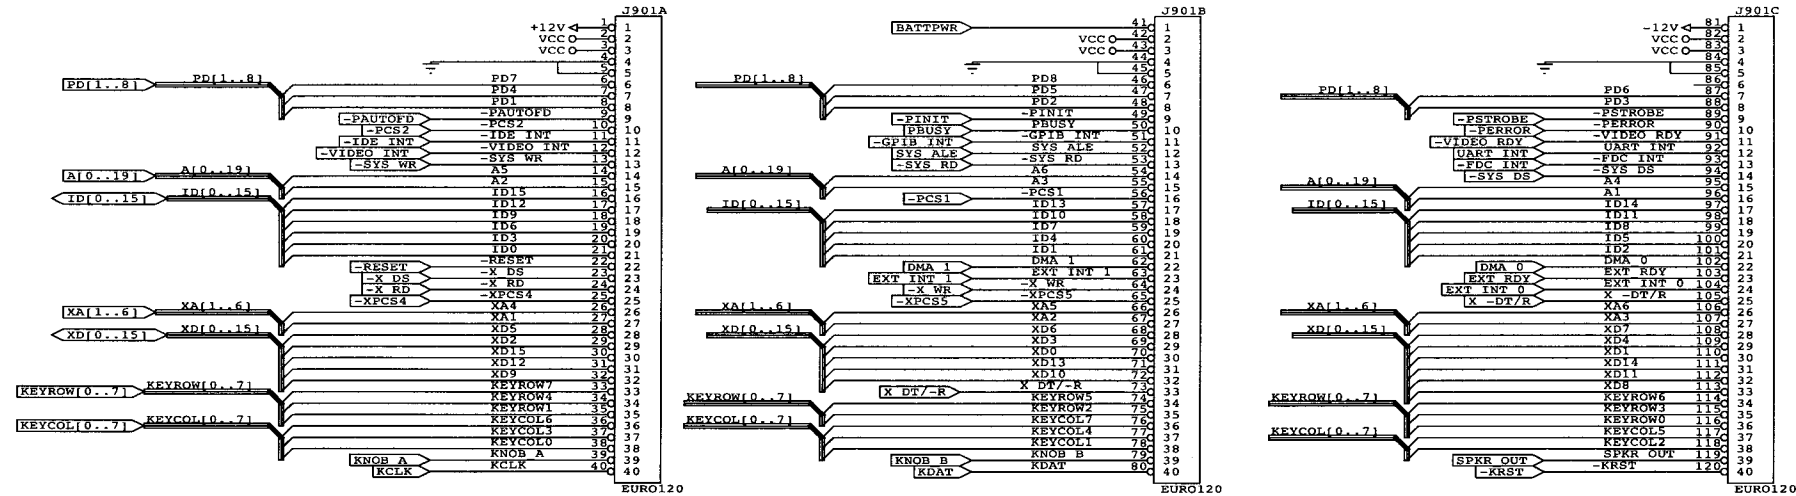 J901A
+12V 1 1
VCC 2 2
VCC 3 3
4 4
5 5
PD[1..8] PD[1..8] PD7 6 6
PD4 7 7
PD1 8 8
-PAUTOFD -PAUTOFD 9 9
-PCS2 -PCS2 10 10
-IDE INT -IDE INT 11 11
-VIDEO INT -VIDEO INT 12 12
-SYS WR -SYS WR 13 13
A[0..19] A[0..19] A5 14 14
A2 15 15
ID[0..15] ID[0..15] ID15 16 16
ID12 17 17
ID9 18 18
ID6 19 19
ID3 20 20
ID0 21 21
-RESET -RESET 22 22
-X DS -X DS 23 23
-X RD -X RD 24 24
-XPCS4 -XPCS4 25 25
XA[1..6] XA[1..6] XA4 26 26
XA1 27 27
XD[0..15] XD[0..15] XD5 28 28
XD2 29 29
XD15 30 30
XD12 31 31
XD9 32 32
KEYROW[0..7] KEYROW[0..7] KEYROW7 33 33
KEYROW4 34 34
KEYROW1 35 35
KEYCOL[0..7] KEYCOL[0..7] KEYCOL6 36 36
KEYCOL3 37 37
KEYCOL0 38 38
KNOB A KNOB A 39 39
KCLK KCLK 40 40
EURO120
J901B
BATTPWR 41 1
VCC 42 2
VCC 43 3
44 4
45 5
PD[1..8] PD8 46 6
PD5 47 7
PD2 48 8
-PINIT -PINIT 49 9
PBUSY PBUSY 50 10
-GPIB INT -GPIB INT 51 11
SYS ALE SYS ALE 52 12
-SYS RD -SYS RD 53 13
A[0..19] A6 54 14
A3 55 15
-PCS1 -PCS1 56 16
ID[0..15] ID13 57 17
ID10 58 18
ID7 59 19
ID4 60 20
ID1 61 21
DMA 1 DMA 1 62 22
EXT INT 1 EXT INT 1 63 23
-X WR -X WR 64 24
-XPCS5 -XPCS5 65 25
XA[1..6] XA5 66 26
XA2 67 27
XD[0..15] XD6 68 28
XD3 69 29
XD0 70 30
XD13 71 31
XD10 72 32
X DT/-R X DT/-R 73 33
KEYROW[0..7] KEYROW5 74 34
KEYROW2 75 35
KEYCOL[0..7] KEYCOL7 76 36
KEYCOL4 77 37
KEYCOL1 78 38
KNOB B KNOB B 79 39
KDAT KDAT 80 40
EURO120
J901C
-12V 81 1
VCC 82 2
VCC 83 3
84 4
85 5
86 6
PD[1..8] PD6 87 7
PD3 88 8
-PSTROBE -PSTROBE 89 9
-PERROR -PERROR 90 10
-VIDEO RDY -VIDEO RDY 91 11
UART INT UART INT 92 12
-FDC INT -FDC INT 93 13
-SYS DS -SYS DS 94 14
A[0..19] A4 95 15
A1 96 16
ID[0..15] ID14 97 17
ID11 98 18
ID8 99 19
ID5 100 20
ID2 101 21
DMA 0 DMA 0 102 22
EXT RDY EXT RDY 103 23
EXT INT 0 EXT INT 0 104 24
X -DT/R X -DT/R 105 25
XA[1..6] XA6 106 26
XA3 107 27
XD[0..15] XD7 108 28
XD4 109 29
XD1 110 30
XD14 111 31
XD11 112 32
XD8 113 33
KEYROW[0..7] KEYROW6 114 34
KEYROW3 115 35
KEYROW0 116 36
KEYCOL[0..7] KEYCOL5 117 37
KEYCOL2 118 38
SPKR OUT SPKR OUT 119 39
-KRST -KRST 120 40
EURO120